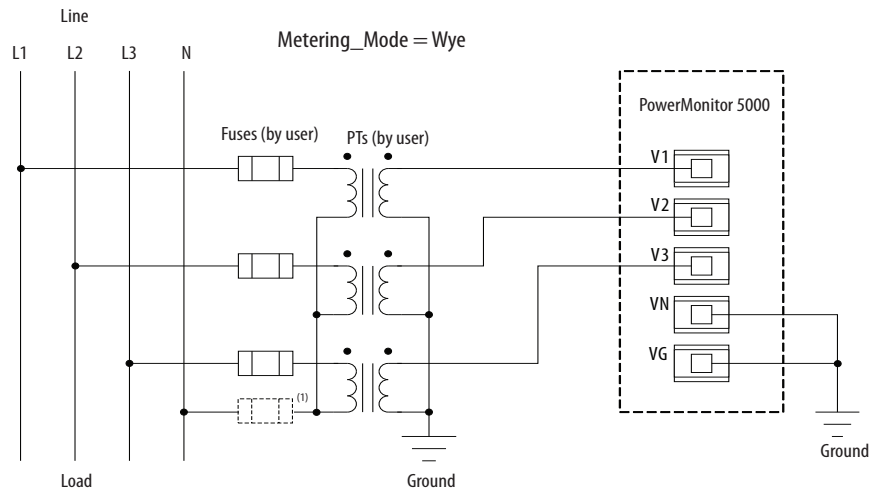 Line
L1 L2 L3 N
Metering_Mode = Wye
PowerMonitor 5000
Fuses (by user)
PTs (by user)
V1
V2
V3
VN
VG
(1)
Load
Ground
Ground